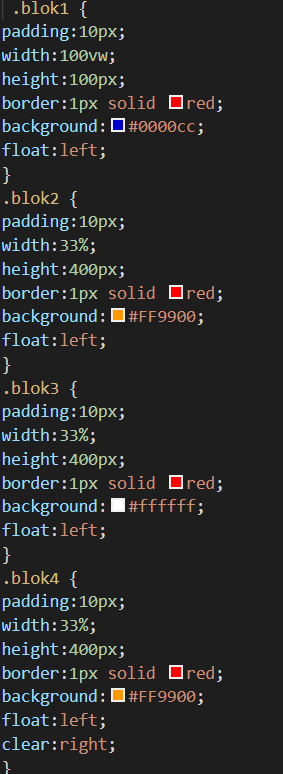 .blok1 {
padding:10px;
width:100vw;
height:100px;
border:1px solid red;
background:#0000cc;
float:left;
}
.blok2 {
padding:10px;
width:33%;
height:400px;
border:1px solid red;
background:#FF9900;
float:left;
}
.blok3 {
padding:10px;
width:33%;
height:400px;
border:1px solid red;
background:#ffffff;
float:left;
}
.blok4 {
padding:10px;
width:33%;
height:400px;
border:1px solid red;
background:#FF9900;
float:left;
clear:right;
}